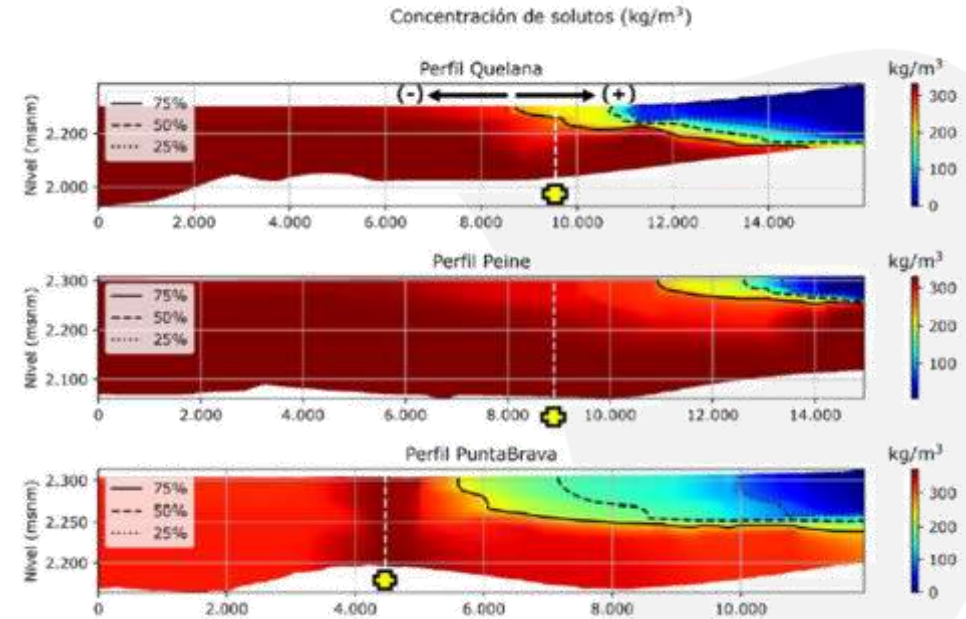 Concentración de solutos (kg/m³)
Perfil Quelana
kg/m³
(-) (+)
75%
50%
25%
Nivel (msnm)
2.200
2.000
300
200
100
0
0 2.000 4.000 6.000 8.000 10.000 12.000 14.000
Perfil Peine
kg/m³
75%
50%
25%
Nivel (msnm)
2.300
2.200
2.100
300
200
100
0 2.000 4.000 6.000 8.000 10.000 12.000 14.000
Perfil PuntaBrava
kg/m³
75%
50%
25%
Nivel (msnm)
2.300
2.250
2.200
300
200
100
0
0 2.000 4.000 6.000 8.000 10.000